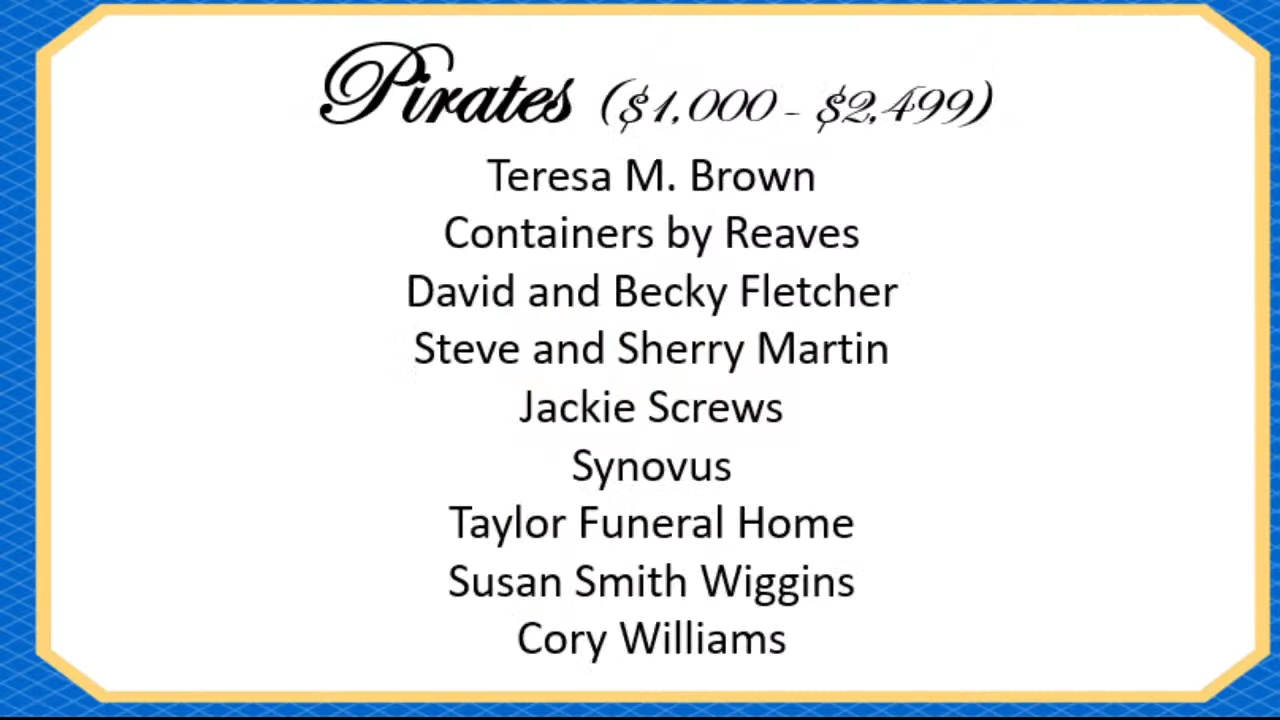 Pirates ($1,000 - $2,499)
Teresa M. Brown
Containers by Reaves
David and Becky Fletcher
Steve and Sherry Martin
Jackie Screws
Synovus
Taylor Funeral Home
Susan Smith Wiggins
Cory Williams